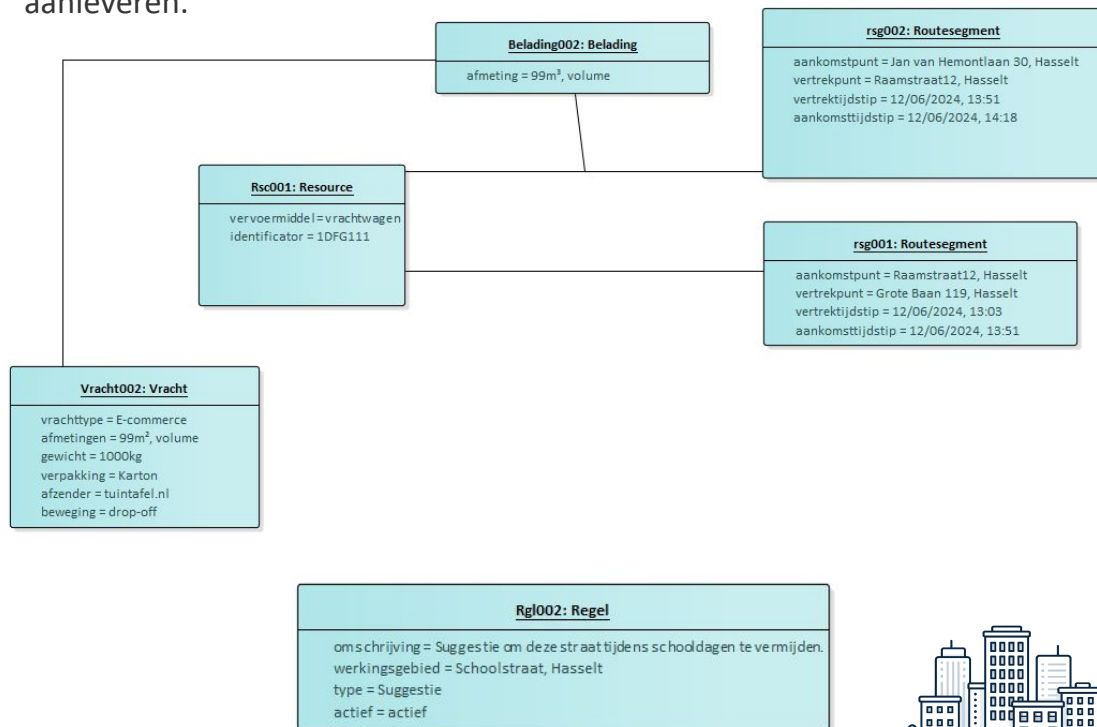 aanleveren.
Belading002: Belading
afmeting = 99m³, volume
rsg002: Routesegment
aankomstpunt = Jan van Hemontlaan 30, Hasselt
vertrekpunt = Raamstraat12, Hasselt
vertrektijdstip = 12/06/2024, 13:51
aankomsttijdstip = 12/06/2024, 14:18
Rsc001: Resource
vervoermiddel=vrachtwagen
identificator = 1DFG111
rsg001: Routesegment
aankomstpunt = Raamstraat12, Hasselt
vertrekpunt = Grote Baan 119, Hasselt
vertrektijdstip = 12/06/2024, 13:03
aankomsttijdstip = 12/06/2024, 13:51
Vracht002: Vracht
vrachttype = E-commerce
afmetingen = 99m³, volume
gewicht = 1000kg
verpakking = Karton
afzender = tuintafel.nl
beweging = drop-off
Rgl002: Regel
omschrijving = Suggestie om deze straat tijdens schooldagen te vermijden.
werkingsgebied = Schoolstraat, Hasselt
type = Suggestie
actief = actief